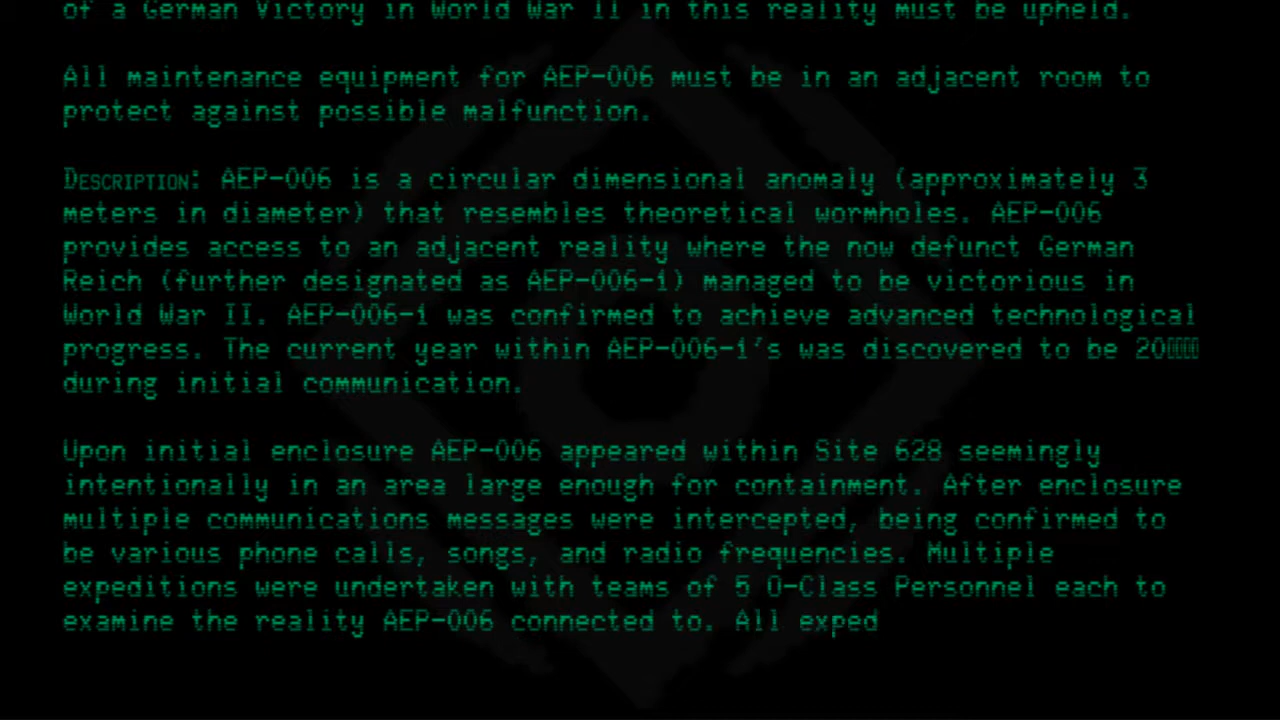 of a German Victory in World War II in this reality must be upheld.
All maintenance equipment for AEP-006 must be in an adjacent room to
protect against possible malfunction.
Description: AEP-006 is a circular dimensional anomaly (approximately 3
meters in diameter) that resembles theoretical wormholes. AEP-006
provides access to an adjacent reality where the now defunct German
Reich (further designated as AEP-006-1) managed to be victorious in
World War II. AEP-006-1 was confirmed to achieve advanced technological
progress. The current year within AEP-006-1's was discovered to be 20
during initial communication.
Upon initial enclosure AEP-006 appeared within Site 628 seemingly
intentionally in an area large enough for containment. After enclosure
multiple communications messages were intercepted, being confirmed to
be various phone calls, songs, and radio frequencies. Multiple
expeditions were undertaken with teams of 5 O-Class Personnel each to
examine the reality AEP-006 connected to. All exped